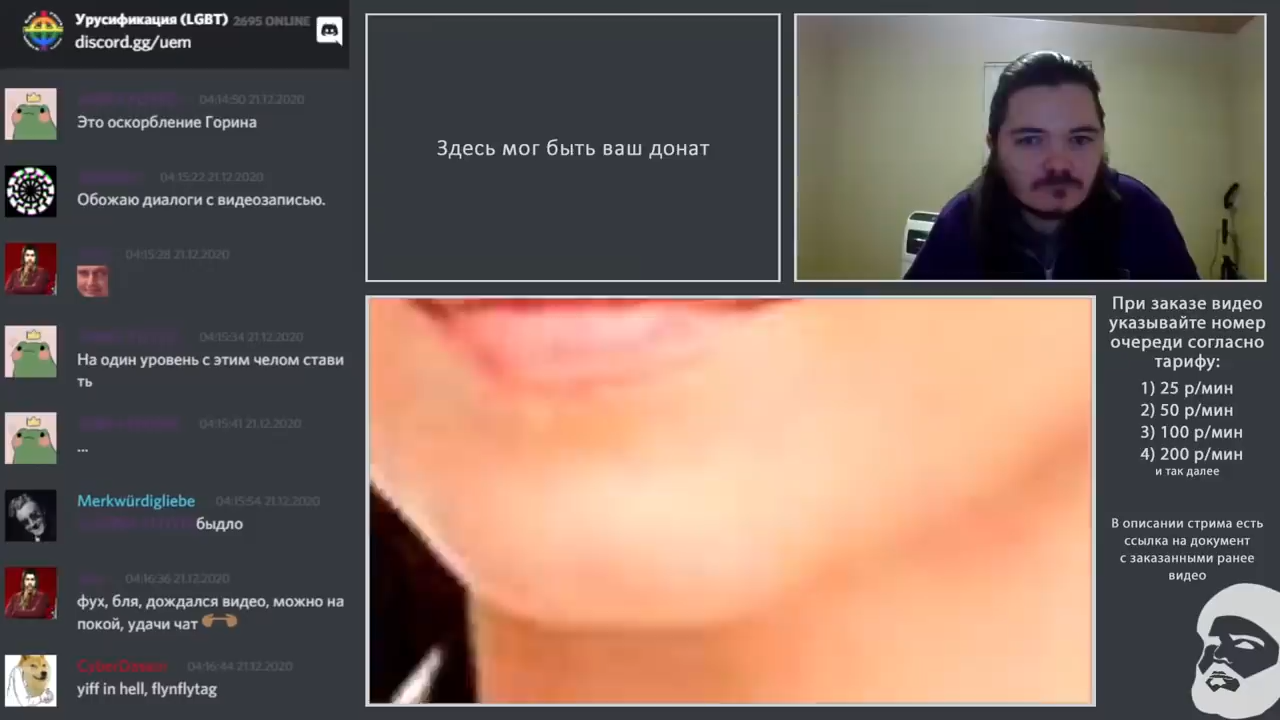 Урусификация (LGBT) 2695 ONLINE
discord.gg/uem
04:14:50 21.12.2020
Это оскорбление Горина
04:15:22 21.12.2020
Обожаю диалоги с видеозаписью.
04:15:28 21.12.2020
04:15:34 21.12.2020
На один уровень с этим челом стави
ть
04:15:41 21.12.2020
...
Merkwürdigliebe 04:15:54 21.12.2020
быдло
04:16:36 21.12.2020
фух, бля, дождался видео, можно на
покой, удачи чат
04:16:44 21.12.2020
yiff in hell, flynflytag
Здесь мог быть ваш донат
При заказе видео
указывайте номер
очереди согласно
тарифу:
1) 25 р/мин
2) 50 р/мин
3) 100 р/мин
4) 200 р/мин
и так далее
В описании стрима есть
ссылка на документ
с заказанными ранее
видео